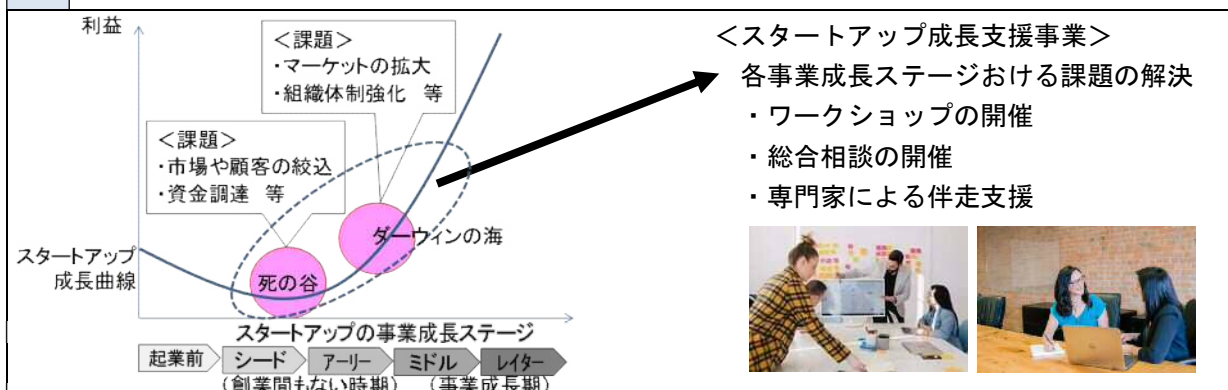 利益
＜課題＞
・マーケットの拡大
・組織体制強化　等
＜課題＞
・市場や顧客の絞込
・資金調達　等
ダーウィンの海
死の谷
スタートアップ
成長曲線
スタートアップの事業成長ステージ
起業前
シード
アーリー
ミドル
レイター
（創業間もない時期）
（事業成長期）
＜スタートアップ成長支援事業＞
各事業成長ステージおける課題の解決
・ワークショップの開催
・総合相談の開催
・専門家による伴走支援